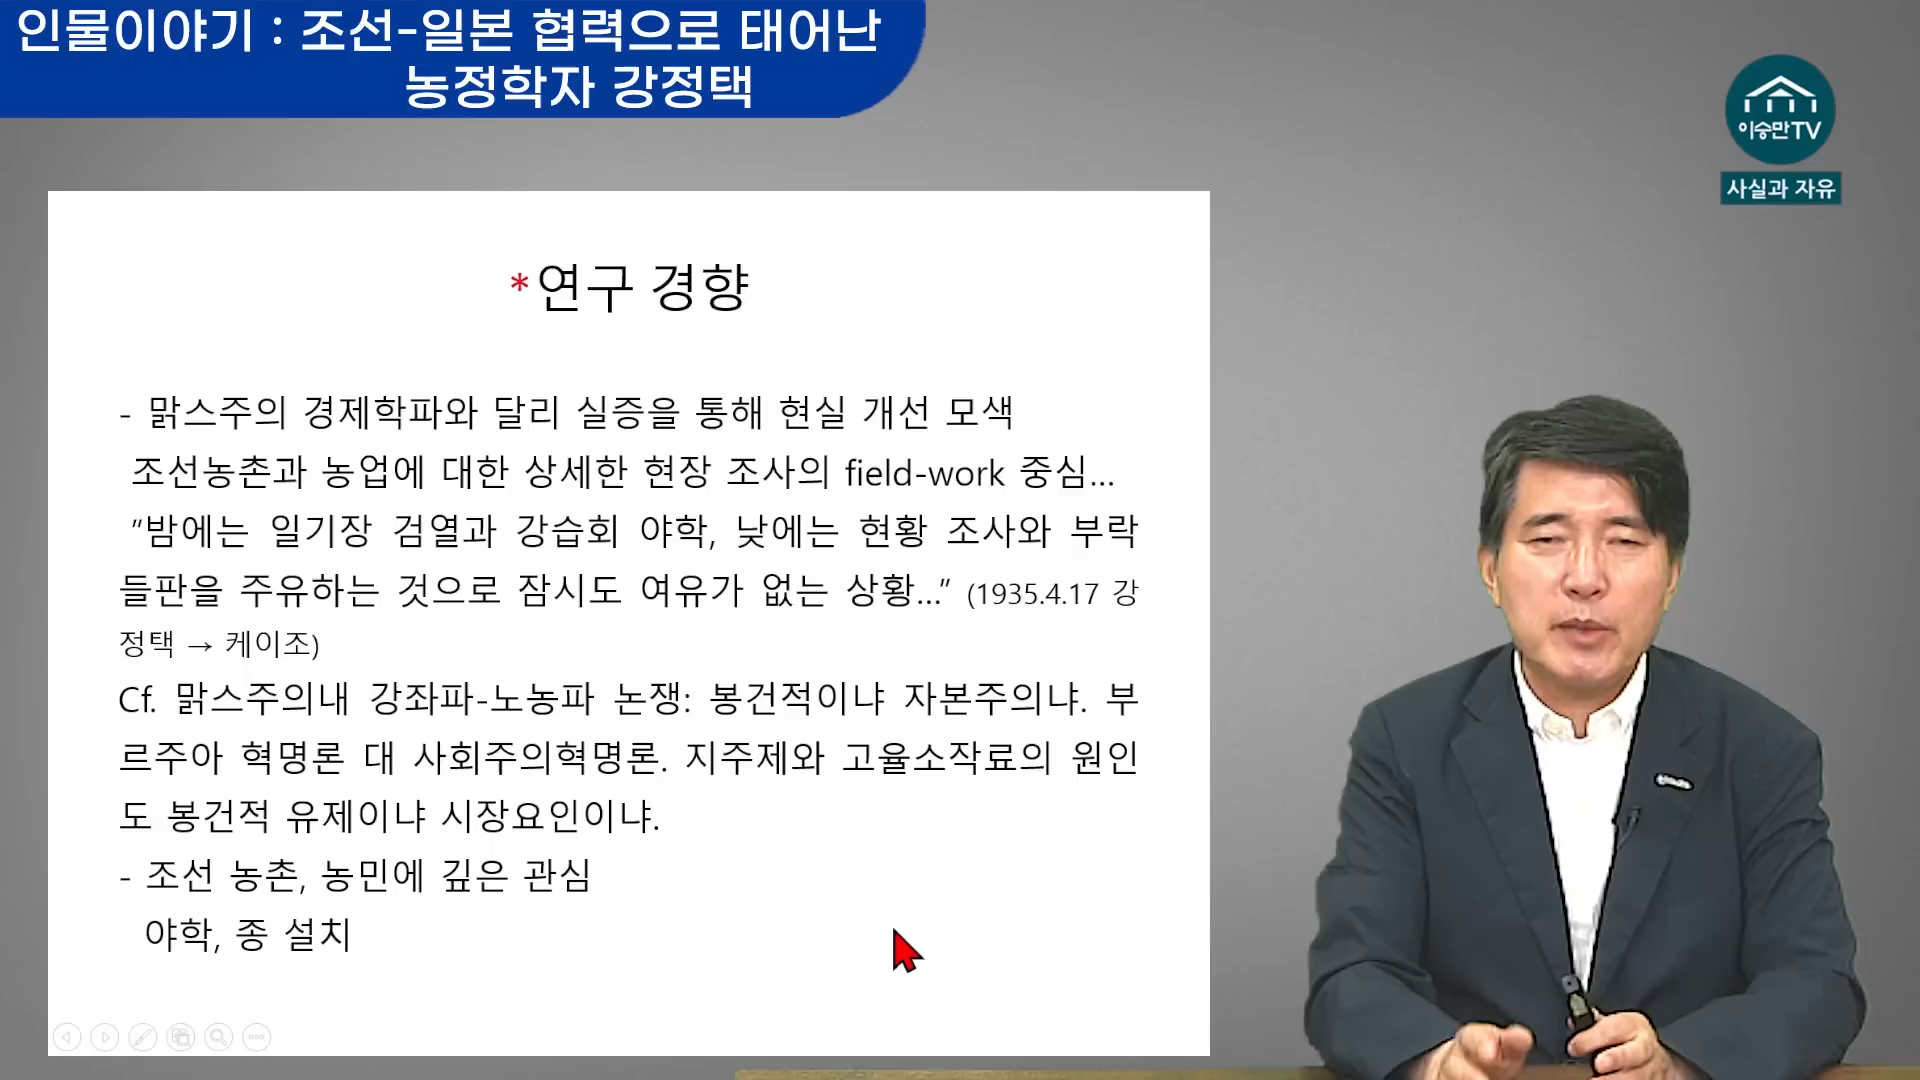 인물이야기 : 조선-일본 협력으로 태어난
농정학자 강정택
이승만TV
사실과 자유
*연구 경향
- 맑스주의 경제학파와 달리 실증을 통해 현실 개선 모색
조선농촌과 농업에 대한 상세한 현장 조사의 field-work 중심...
"밤에는 일기장 검열과 강습회 야학, 낮에는 현황 조사와 부락
들판을 주유하는 것으로 잠시도 여유가 없는 상황..." (1935.4.17 강
정택 → 케이조)
Cf. 맑스주의내 강좌파-노농파 논쟁: 봉건적이냐 자본주의냐. 부
르주아 혁명론 대 사회주의혁명론. 지주제와 고율소작료의 원인
도 봉건적 유제이냐 시장요인이냐.
- 조선 농촌, 농민에 깊은 관심
야학, 종 설치